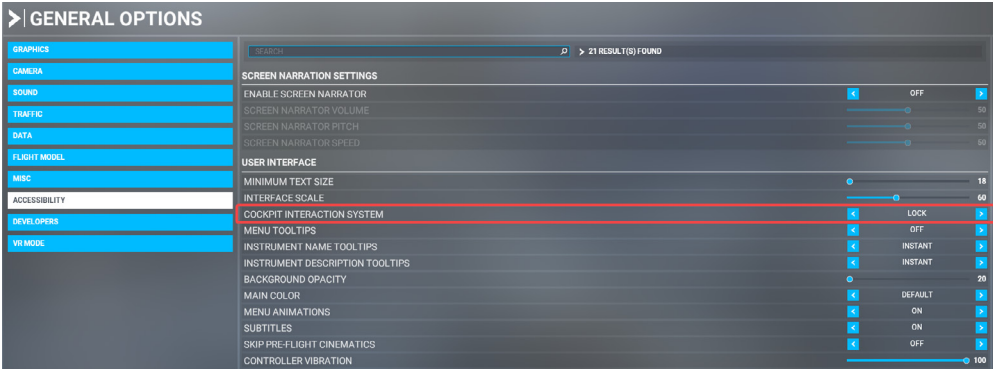 GENERAL OPTIONS
GRAPHICS
CAMERA
SOUND
TRAFFIC
DATA
FLIGHT MODEL
MISC
ACCESSIBILITY
DEVELOPERS
VR MODE
SEARCH
21 RESULT(S) FOUND
SCREEN NARRATION SETTINGS
ENABLE SCREEN NARRATOR OFF
SCREEN NARRATOR VOLUME 50
SCREEN NARRATOR PITCH 50
SCREEN NARRATOR SPEED 60
USER INTERFACE
MINIMUM TEXT SIZE 18
INTERFACE SCALE 60
COCKPIT INTERACTION SYSTEM LOCK
MENU TOOLTIPS OFF
INSTRUMENT NAME TOOLTIPS INSTANT
INSTRUMENT DESCRIPTION TOOLTIPS INSTANT
BACKGROUND OPACITY 20
MAIN COLOR DEFAULT
MENU ANIMATIONS ON
SUBTITLES ON
SKIP PRE-FLIGHT CINEMATICS OFF
CONTROLLER VIBRATION 100